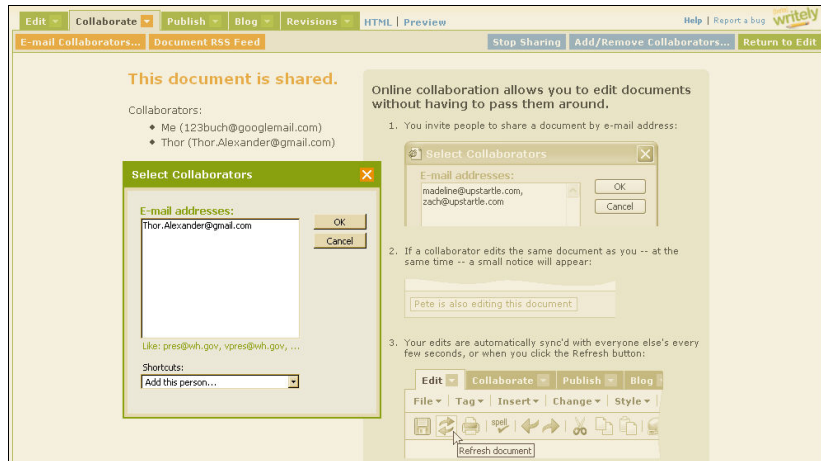 Edit Collaborate Publish Blog Revisions HTML | Preview Help | Report a bug writely
E-mail Collaborators... Document RSS Feed Stop Sharing Add/Remove Collaborators... Return to Edit
This document is shared.
Collaborators:
Me (123buch@googlemail.com)
Thor (Thor.Alexander@gmail.com)
Select Collaborators
E-mail addresses:
Thor.Alexander@gmail.com
OK
Cancel
Like: pres@wh.gov, vpres@wh.gov, ...
Shortcuts:
Add this person...
Online collaboration allows you to edit documents
without having to pass them around.
1. You invite people to share a document by e-mail address:
Select Collaborators
E-mail addresses:
madeline@upstartle.com,
zach@upstartle.com
OK
Cancel
2. If a collaborator edits the same document as you -- at
the same time -- a small notice will appear:
Pete is also editing this document
3. Your edits are automatically sync'd with everyone else's every
few seconds, or when you click the Refresh button:
Edit Collaborate Publish Blog
File Tag Insert Change Style
spell
Refresh document